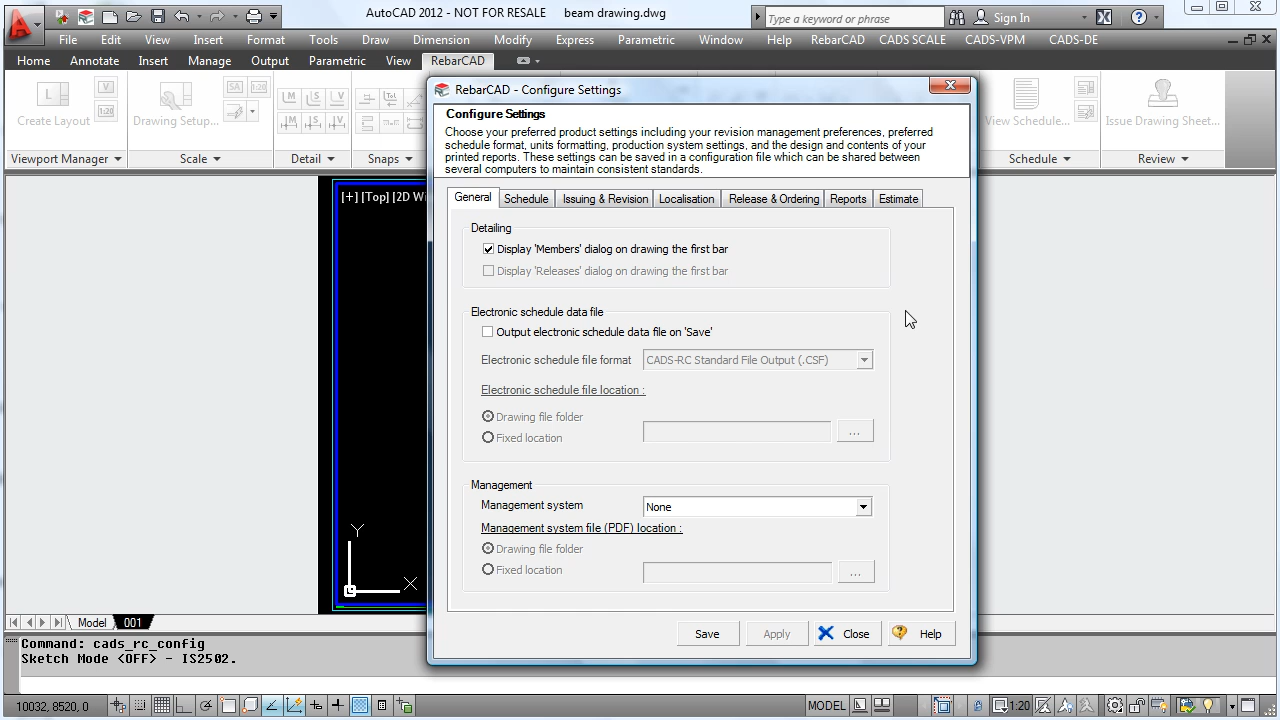 AutoCAD 2012 - NOT FOR RESALE beam drawing.dwg
Type a keyword or phrase
Sign In
File Edit View Insert Format Tools Draw Dimension Modify Express Parametric Window Help RebarCAD CADS SCALE CADS-VPM CADS-DE
Home Annotate Insert Manage Output Parametric View RebarCAD
Create Layout
V
1:20
Drawing Setup...
SA 1:20
M S V
M S V
View Schedule...
Issue Drawing Sheet...
Viewport Manager Scale Detail Snaps Schedule Review
RebarCAD - Configure Settings
Configure Settings
Choose your preferred product settings including your revision management preferences, preferred
schedule format, units formatting, production system settings, and the design and contents of your
printed reports. These settings can be saved in a configuration file which can be shared between
several computers to maintain consistent standards.
[+] [Top] [2D Wi
General Schedule Issuing & Revision Localisation Release & Ordering Reports Estimate
Detailing
Display 'Members' dialog on drawing the first bar
Display 'Releases' dialog on drawing the first bar
Electronic schedule data file
Output electronic schedule data file on 'Save'
Electronic schedule file format CADS-RC Standard File Output (.CSF)
Electronic schedule file location :
Drawing file folder
Fixed location ...
Management
Management system None
Management system file (PDF) location :
Drawing file folder
Fixed location ...
Y
X
Save Apply Close Help
Model 001
Command: cads_rc_config
Sketch Mode <OFF> - IS2502.
10032, 8520, 0
MODEL
1:20